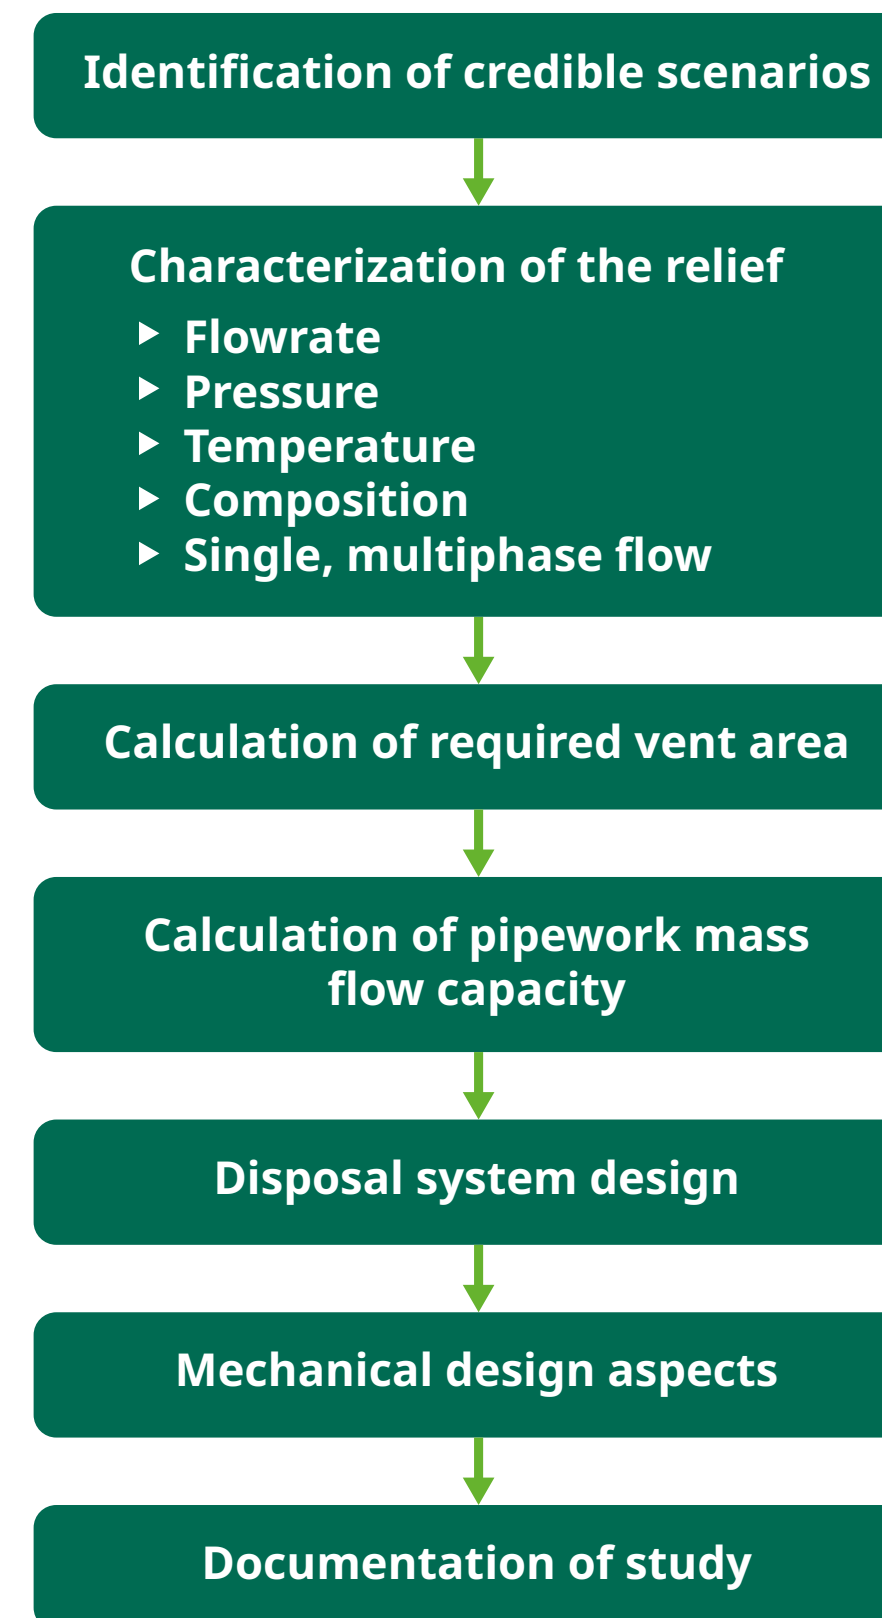 Identification of credible scenarios
Characterization of the relief
Flowrate
Pressure
Temperature
Composition
Single, multiphase flow
Calculation of required vent area
Calculation of pipework mass
flow capacity
Disposal system design
Mechanical design aspects
Documentation of study